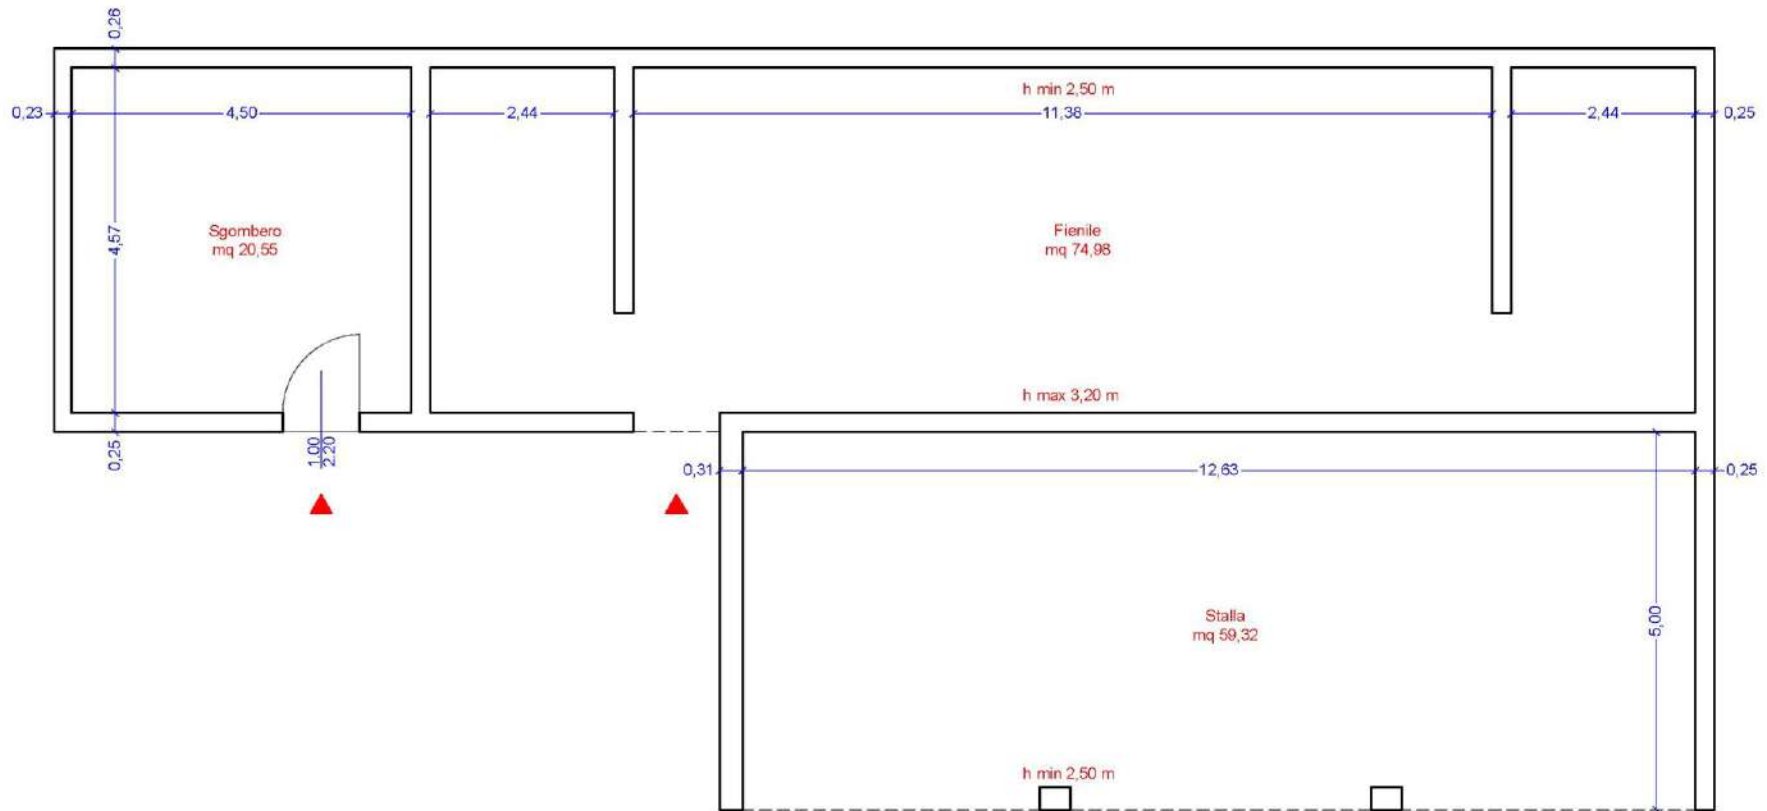 0,26
h min 2,50 m
0,23
4,50
2,44
11,38
2,44
0,25
4,57
Sgombero
mq 20,55
Fienile
mq 74,98
h max 3,20 m
0,25
1.00
2.20
0,31
12,63
0,25
Stalla
mq 59,32
5,00
h min 2,50 m